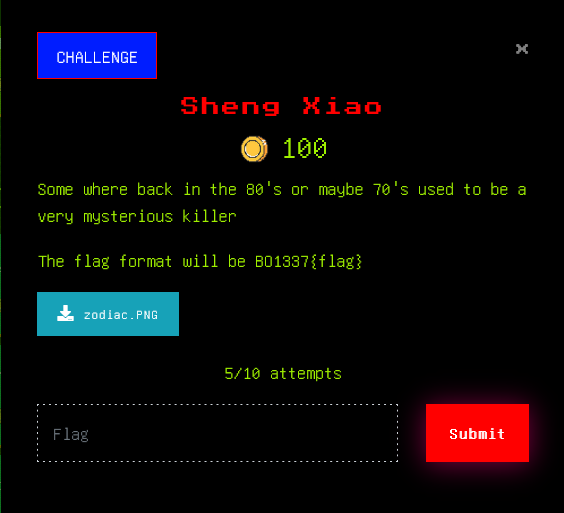 CHALLENGE
×
Sheng Xiao
100
Some where back in the 80's or maybe 70's used to be a
very mysterious killer
The flag format will be BO1337{flag}
zodiac.PNG
5/10 attempts
Flag
Submit